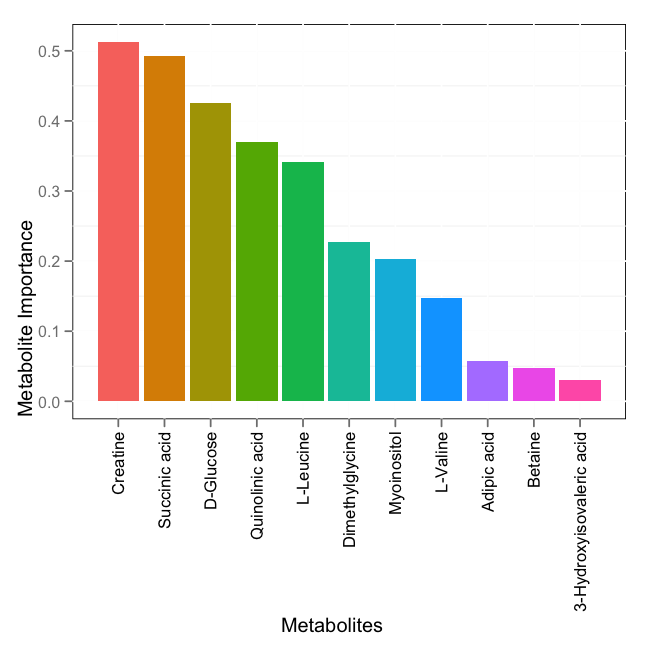 Metabolite Importance
0.5
0.4
0.3
0.2
0.1
0.0
Creatine
Succinic acid
D-Glucose
Quinolinic acid
L-Leucine
Dimethylglycine
Myoinositol
L-Valine
Adipic acid
Betaine
3-Hydroxyisovaleric acid
Metabolites